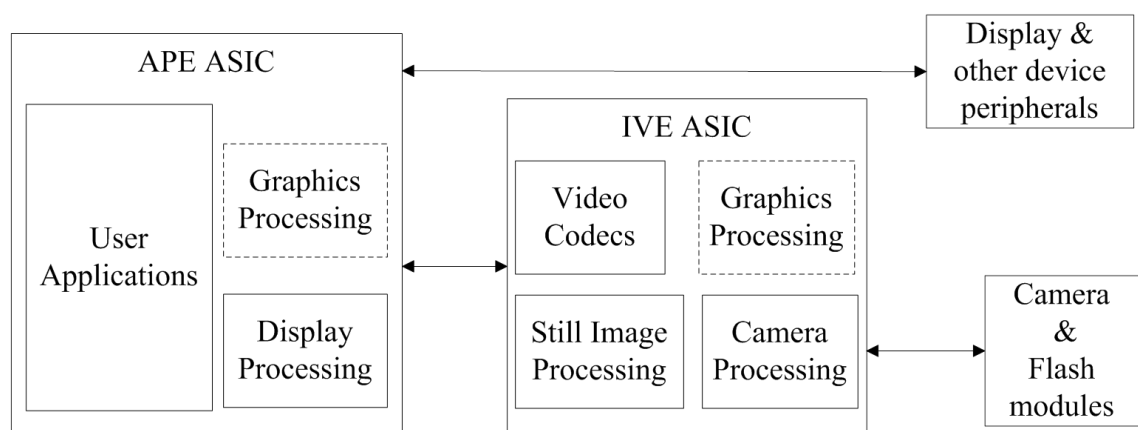 APE ASIC
User
Applications
Graphics
Processing
Display
Processing
IVE ASIC
Video
Codecs
Graphics
Processing
Still Image
Processing
Camera
Processing
Display &
other device
peripherals
Camera
&
Flash
modules